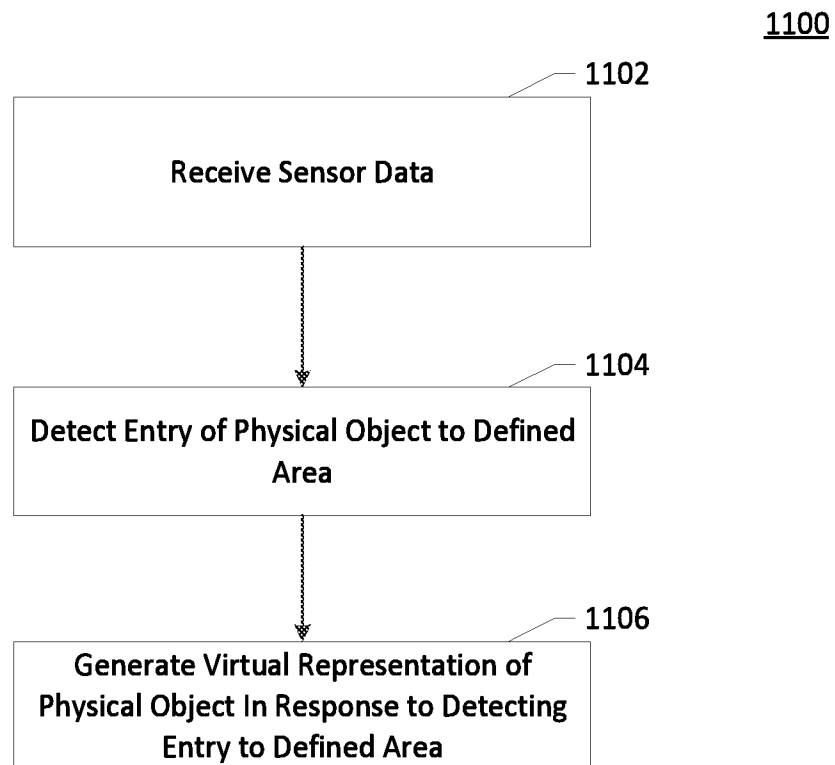 1100
1102
Receive Sensor Data
1104
Detect Entry of Physical Object to Defined
Area
1106
Generate Virtual Representation of
Physical Object In Response to Detecting
Entry to Defined Area